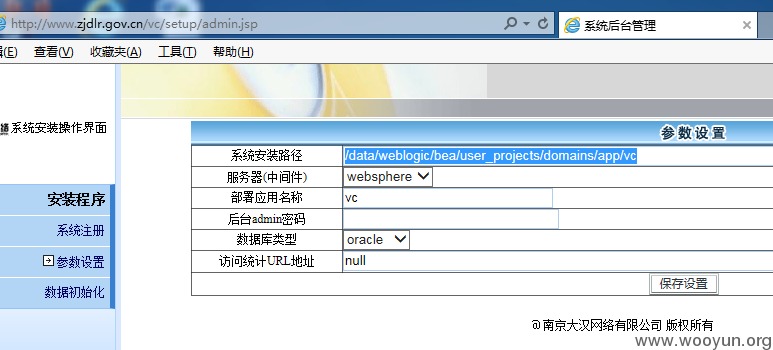 http://www.zjdlr.gov.cn/vc/setup/admin.jsp
系统后台管理
(E) 查看(V) 收藏夹(A) 工具(T) 帮助(H)
系统安装操作界面
参数设置
安装程序
系统注册
参数设置
数据初始化
系统安装路径 /data/weblogic/bea/user_projects/domains/app/vc
服务器(中间件) websphere
部署应用名称 vc
后台admin密码
数据库类型 oracle
访问统计URL地址 null
保存设置
@南京大汉网络有限公司 版权所有
www.wooyun.org